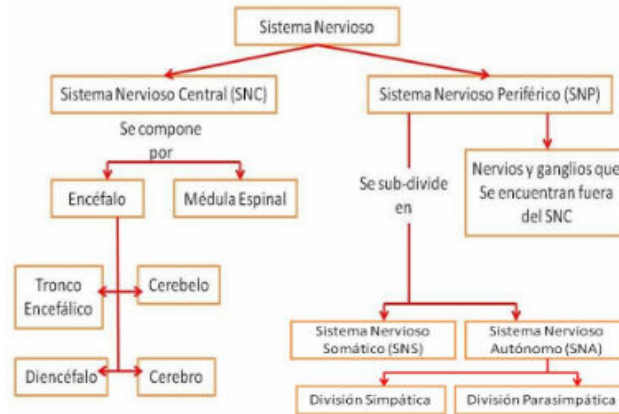 Sistema Nervioso
Sistema Nervioso Central (SNC)
Sistema Nervioso Periférico (SNP)
Se compone
por
Encéfalo
Médula Espinal
Tronco
Encefálico
Cerebelo
Diencéfalo
Cerebro
Se sub-divide
en
Nervios y ganglios que
Se encuentran fuera
del SNC
Sistema Nervioso
Somático (SNS)
Sistema Nervioso
Autónomo (SNA)
División Simpática
División Parasimpática